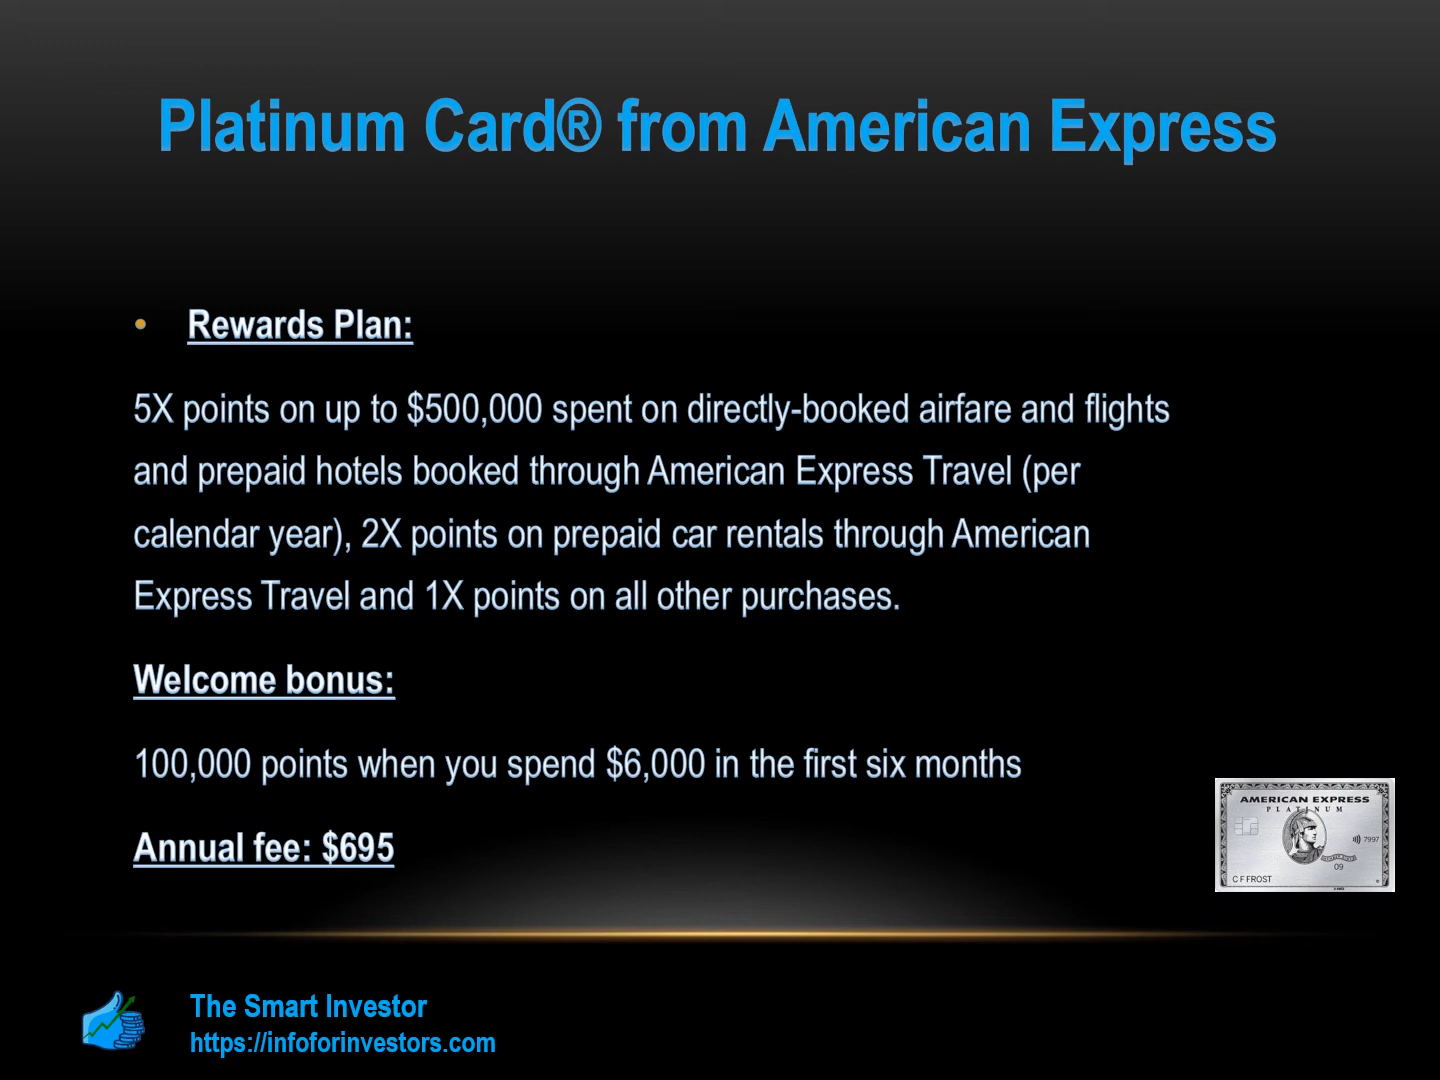 Platinum Card® from American Express
• Rewards Plan:
5X points on up to $500,000 spent on directly-booked airfare and flights
and prepaid hotels booked through American Express Travel (per
calendar year), 2X points on prepaid car rentals through American
Express Travel and 1X points on all other purchases.
Welcome bonus:
100,000 points when you spend $6,000 in the first six months
Annual fee: $695
AMERICAN EXPRESS
PLATINUM
7997
09
C F FROST
The Smart Investor
https://infoforinvestors.com